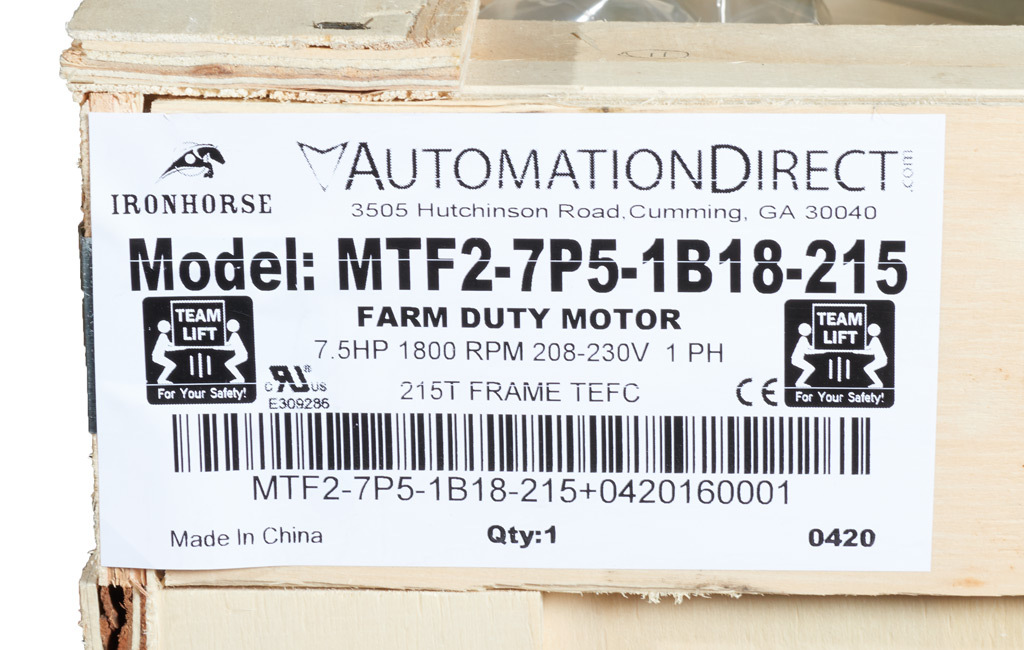 IRONHORSE
AUTOMATIONDIRECT.COM
3505 Hutchinson Road,Cumming, GA 30040
Model: MTF2-7P5-1B18-215
TEAM LIFT
For Your Safety!
FARM DUTY MOTOR
7.5HP 1800 RPM 208-230V 1 PH
215T FRAME TEFC
c RU ® US
E309286
CE
TEAM LIFT
For Your Safety!
MTF2-7P5-1B18-215+0420160001
Made In China
Qty:1
0420